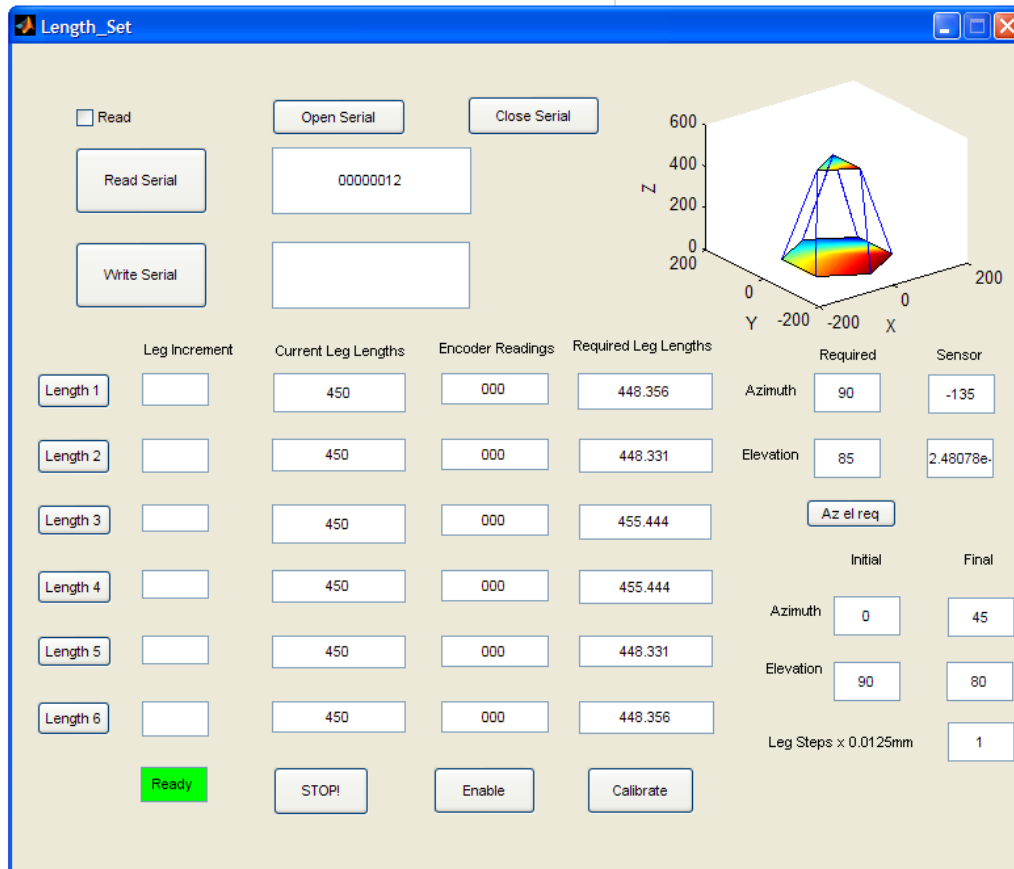 Length_Set
Read
Open Serial
Close Serial
Read Serial
00000012
Write Serial
600
400
200
0
200
0
-200
Y
-200
0
200
X
Z
Leg Increment Current Leg Lengths Encoder Readings Required Leg Lengths
Length 1 450 000 448.356
Length 2 450 000 448.331
Length 3 450 000 455.444
Length 4 450 000 455.444
Length 5 450 000 448.331
Length 6 450 000 448.356
Ready
STOP!
Enable
Calibrate
Required Sensor
Azimuth 90 -135
Elevation 85 2.48078e-
Az el req
Initial Final
Azimuth 0 45
Elevation 90 80
Leg Steps x 0.0125mm 1